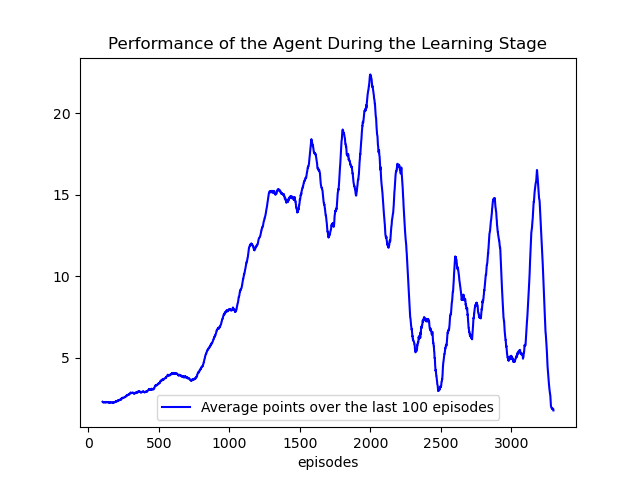 Performance of the Agent During the Learning Stage
20
15
10
5
Average points over the last 100 episodes
0 500 1000 1500 2000 2500 3000
episodes